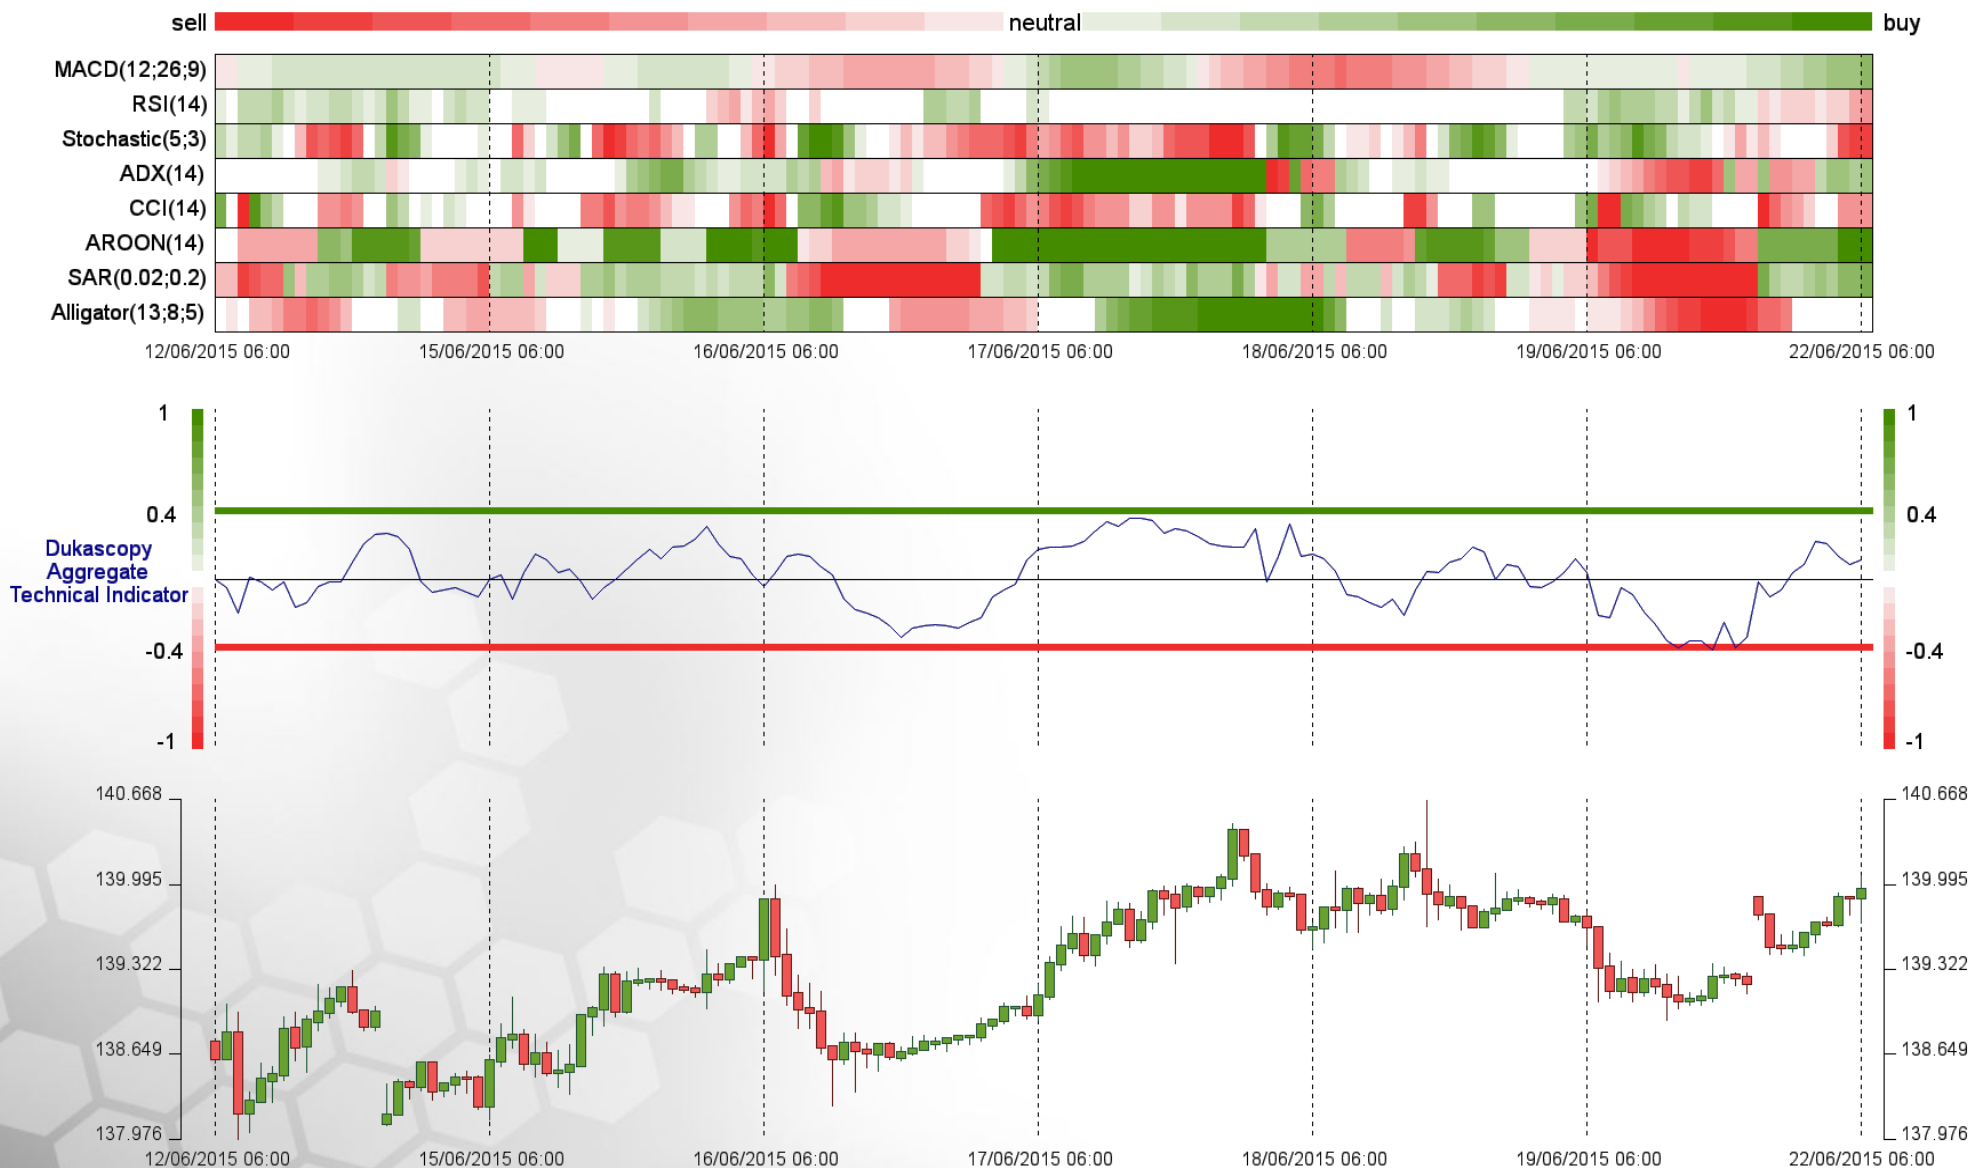 sell neutral buy
MACD(12;26;9)
RSI(14)
Stochastic(5;3)
ADX(14)
CCI(14)
AROON(14)
SAR(0.02;0.2)
Alligator(13;8;5)
12/06/2015 06:00 15/06/2015 06:00 16/06/2015 06:00 17/06/2015 06:00 18/06/2015 06:00 19/06/2015 06:00 22/06/2015 06:00
1 1
0.4 0.4
Dukascopy
Aggregate
Technical Indicator
-0.4 -0.4
-1 -1
140.668 140.668
139.995 139.995
139.322 139.322
138.649 138.649
137.976 137.976
12/06/2015 06:00 15/06/2015 06:00 16/06/2015 06:00 17/06/2015 06:00 18/06/2015 06:00 19/06/2015 06:00 22/06/2015 06:00